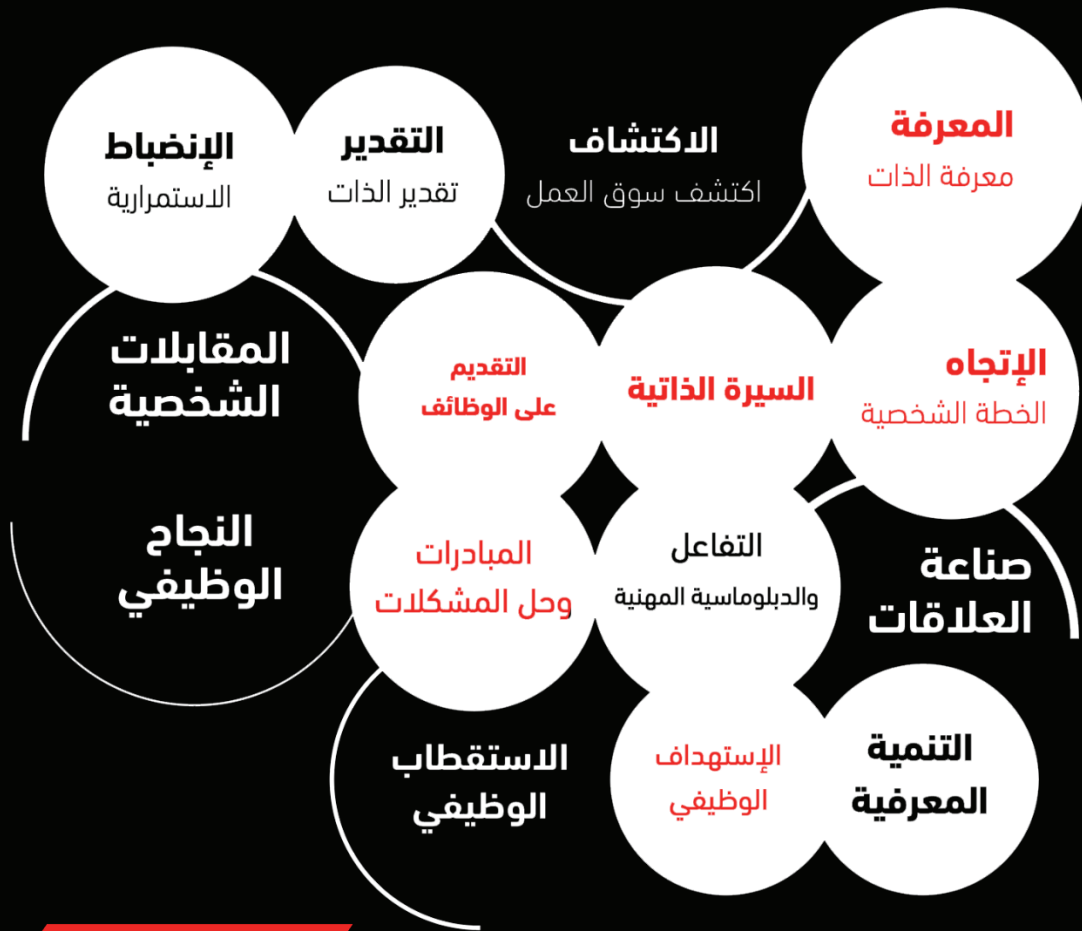 المعرفة
معرفة الذات
الاكتشاف
اكتشف سوق العمل
التقدير
تقدير الذات
الإنضباط
الاستمرارية
الإتجاه
الخطة الشخصية
السيرة الذاتية
التقديم
على الوظائف
المقابلات
الشخصية
صناعة
العلاقات
التفاعل
والدبلوماسية المهنية
المبادرات
وحل المشكلات
النجاح
الوظيفي
التنمية
المعرفية
الإستهداف
الوظيفي
الاستقطاب
الوظيفي